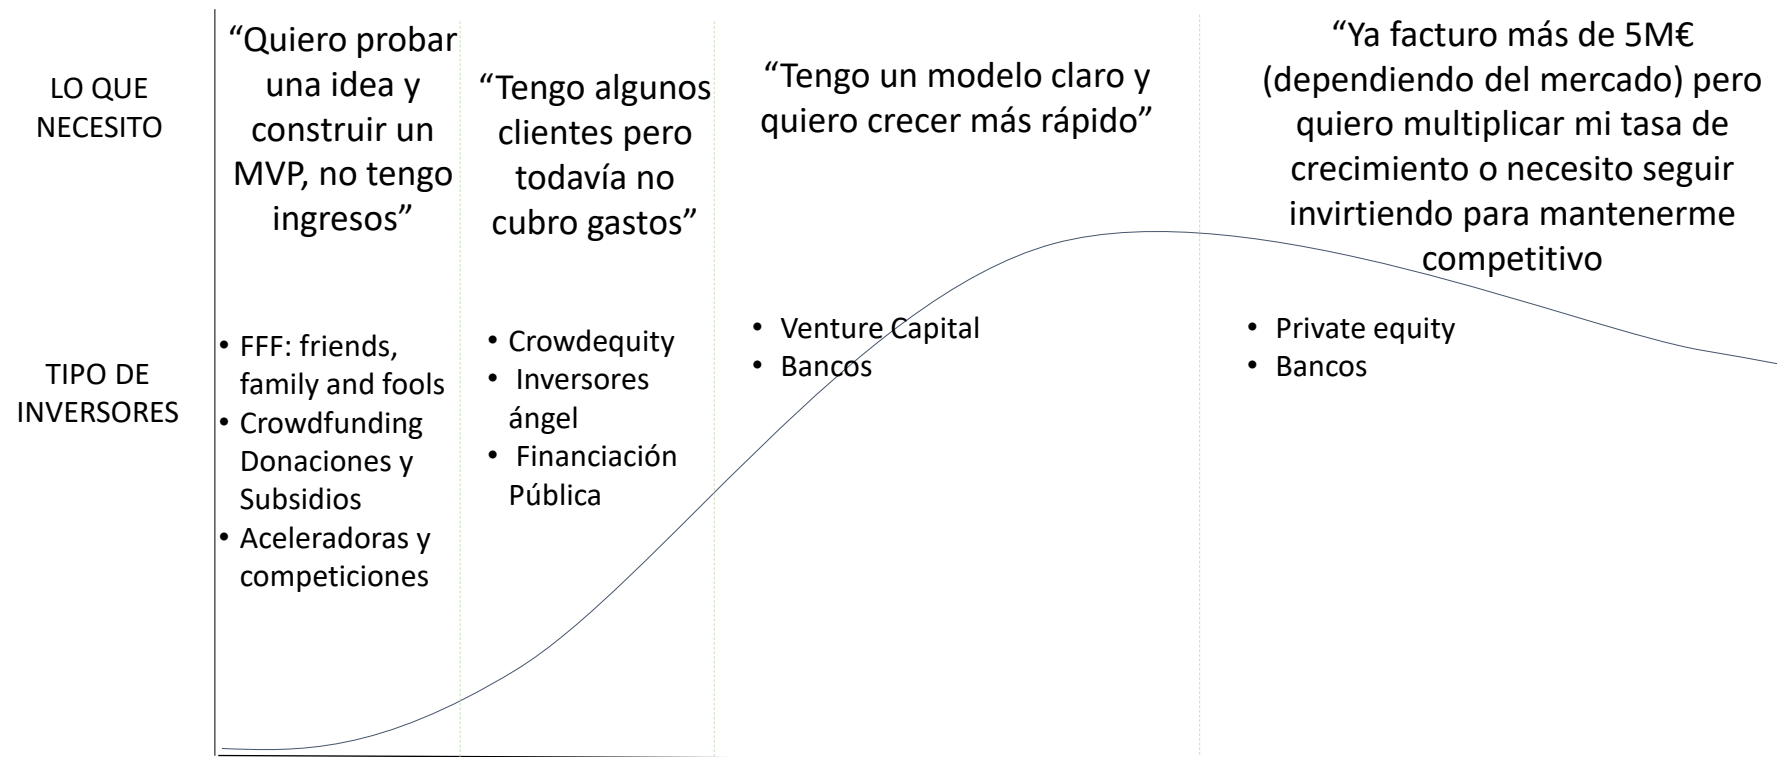 LO QUE
NECESITO
“Quiero probar
una idea y
construir un
MVP, no tengo
ingresos”
“Tengo algunos
clientes pero
todavía no
cubro gastos”
“Tengo un modelo claro y
quiero crecer más rápido”
“Ya facturo más de 5M€
(dependiendo del mercado) pero
quiero multiplicar mi tasa de
crecimiento o necesito seguir
invirtiendo para mantenerme
competitivo
TIPO DE
INVERSORES
• FFF: friends,
family and fools
• Crowdfunding
Donaciones y
Subsidios
• Aceleradoras y
competiciones
• Crowdequity
• Inversores
ángel
• Financiación
Pública
• Venture Capital
• Bancos
• Private equity
• Bancos